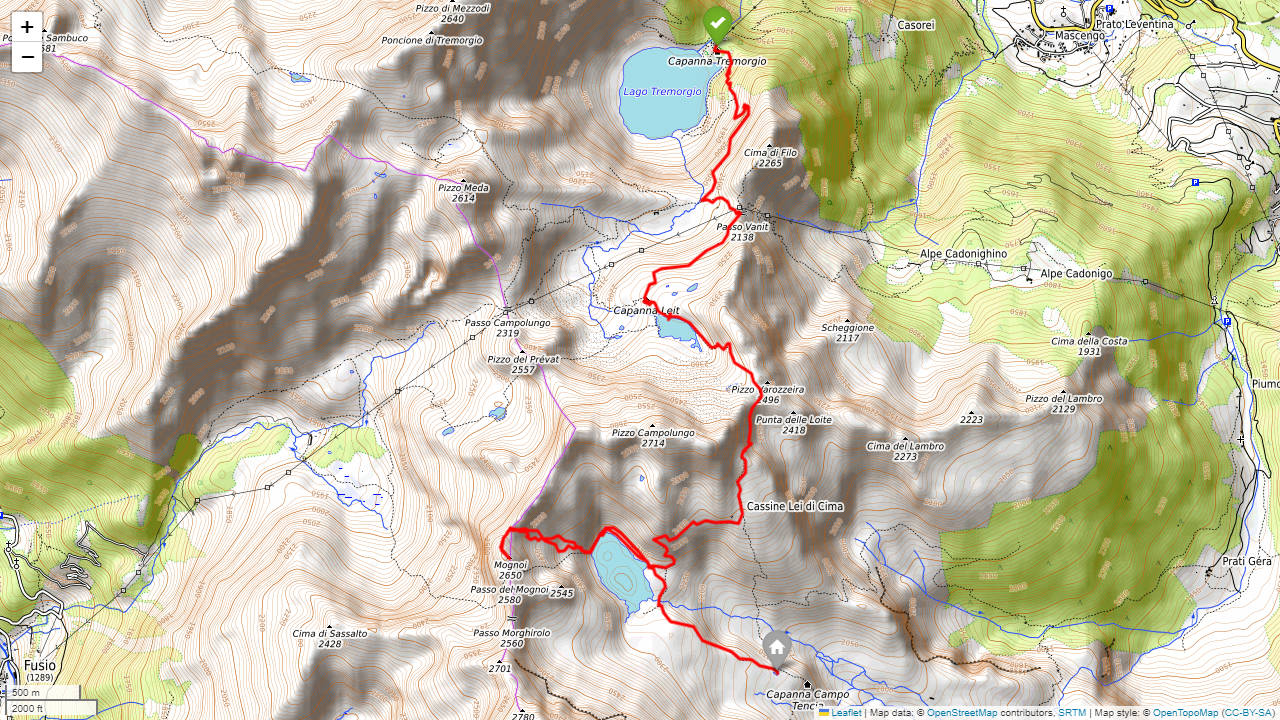 +
−
Pizzo di Mezzodi
2640
Poncione di Tremorgio
Sambuco
Casorei
Prato Leventina
Mascengo
Capanna Tremorgio
Lago Tremorgio
Cima di Filo
2265
Pizzo Meda
2614
Passo Vanit
2138
Alpe Cadonighino
Alpe Cadonigo
Capanna Leit
Passo Campolungo
2319
Scheggione
2117
Cima della Costa
1931
Pizzo del Prévat
2557
2496
Pizzo del Lambro
2129
Punta delle Loite
2418
2223
Pizzo Campolungo
2714
Cima del Lambro
2273
Cassine Lei di Cima
Mognoi
2650
Passo del Mognoi
2580
2545
Prati Géra
Cima di Sassalto
2428
Passo Morghirolo
2560
2701
Fusio
(1289)
Capanna Campo
Tencia
2780
500 m
2000 ft
Leaflet | Map data: © OpenStreetMap contributors, SRTM | Map style: © OpenTopoMap (CC-BY-SA)